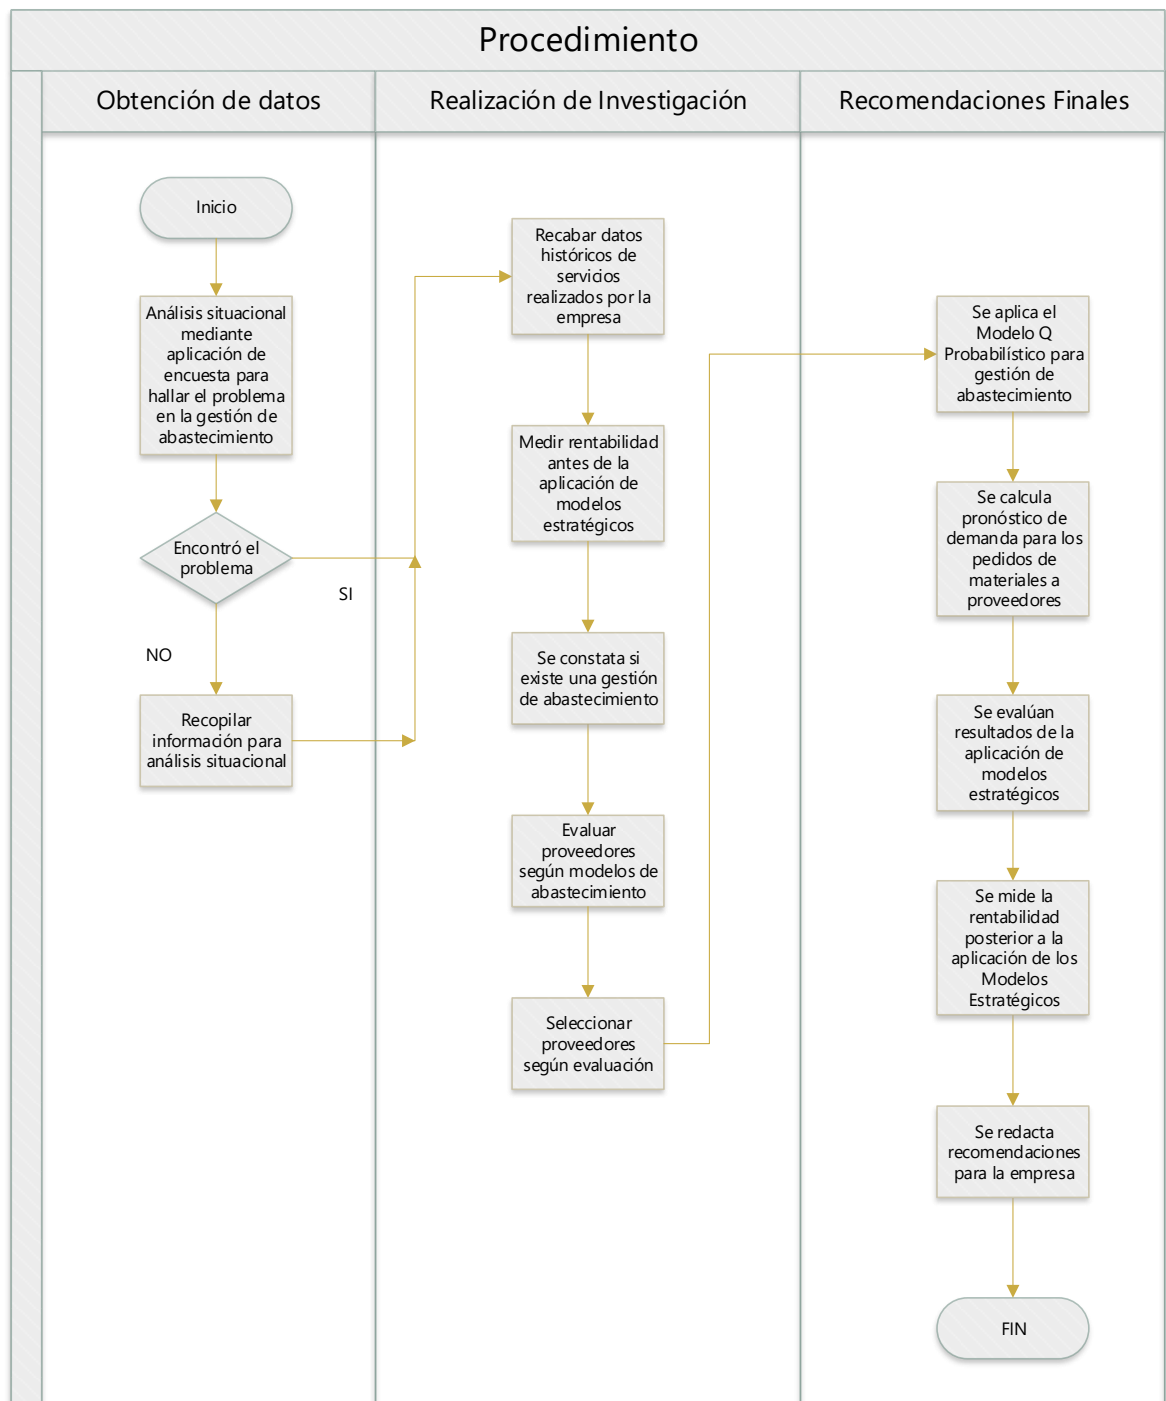 Procedimiento
Obtención de datos
Realización de Investigación
Recomendaciones Finales
Inicio
Análisis situacional
mediante
aplicación de
encuesta para
hallar el problema
en la gestión de
abastecimiento
Encontró el
problema
SI
NO
Recopilar
información para
análisis situacional
Recabar datos
históricos de
servicios
realizados por la
empresa
Medir rentabilidad
antes de la
aplicación de
modelos
estratégicos
Se constata si
existe una gestión
de abastecimiento
Evaluar
proveedores
según modelos de
abastecimiento
Seleccionar
proveedores
según evaluación
Se aplica el
Modelo Q
Probabilístico para
gestión de
abastecimiento
Se calcula
pronóstico de
demanda para los
pedidos de
materiales a
proveedores
Se evalúan
resultados de la
aplicación de
modelos
estratégicos
Se mide la
rentabilidad
posterior a la
aplicación de los
Modelos
Estratégicos
Se redacta
recomendaciones
para la empresa
FIN